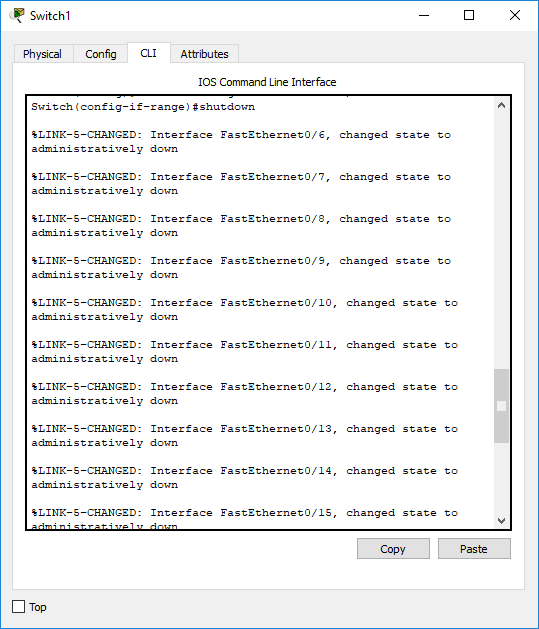 Switch1
Physical Config CLI Attributes
IOS Command Line Interface
Switch(config-if-range)#shutdown
%LINK-5-CHANGED: Interface FastEthernet0/6, changed state to
administratively down
%LINK-5-CHANGED: Interface FastEthernet0/7, changed state to
administratively down
%LINK-5-CHANGED: Interface FastEthernet0/8, changed state to
administratively down
%LINK-5-CHANGED: Interface FastEthernet0/9, changed state to
administratively down
%LINK-5-CHANGED: Interface FastEthernet0/10, changed state to
administratively down
%LINK-5-CHANGED: Interface FastEthernet0/11, changed state to
administratively down
%LINK-5-CHANGED: Interface FastEthernet0/12, changed state to
administratively down
%LINK-5-CHANGED: Interface FastEthernet0/13, changed state to
administratively down
%LINK-5-CHANGED: Interface FastEthernet0/14, changed state to
administratively down
%LINK-5-CHANGED: Interface FastEthernet0/15, changed state to
administratively down
Copy Paste
Top